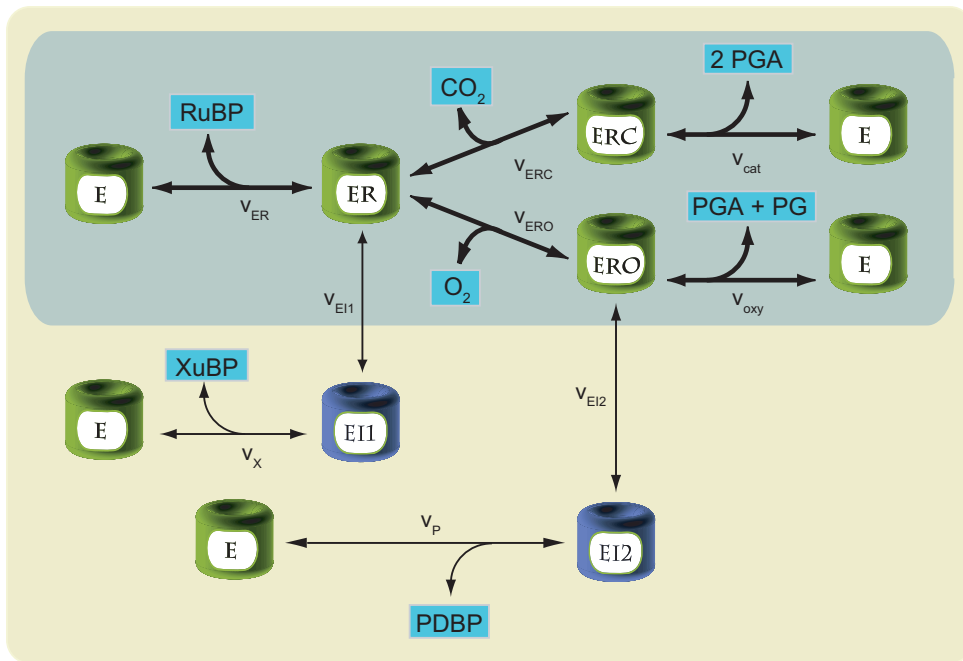 2 PGA
CO2
RuBP
ERC
E
vERC
vcat
E
ER
vER
vERO
PGA + PG
ERO
E
O2
vEI1
voxy
XuBP
vEI2
E
EI1
vX
vP
E
EI2
PDBP